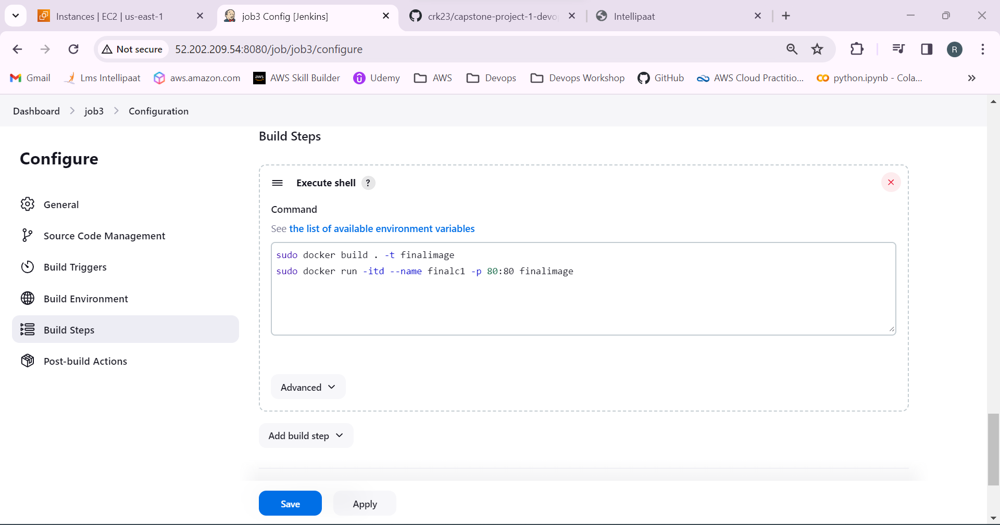 Instances | EC2 | us-east-1
job3 Config [Jenkins]
crk23/capstone-project-1-devo
Intellipaat
Not secure
52.202.209.54:8080/job/job3/configure
R
Gmail
Lms Intellipaat
aws.amazon.com
aws
AWS Skill Builder
Udemy
AWS
Devops
Devops Workshop
GitHub
AWS Cloud Practitio...
python.ipynb - Cola...
Dashboard
job3
Configuration
Configure
General
Source Code Management
Build Triggers
Build Environment
Build Steps
Post-build Actions
Build Steps
Execute shell ?
Command
See the list of available environment variables
sudo docker build . -t finalimage
sudo docker run -itd --name finalc1 -p 80:80 finalimage
Advanced
Add build step
Save
Apply